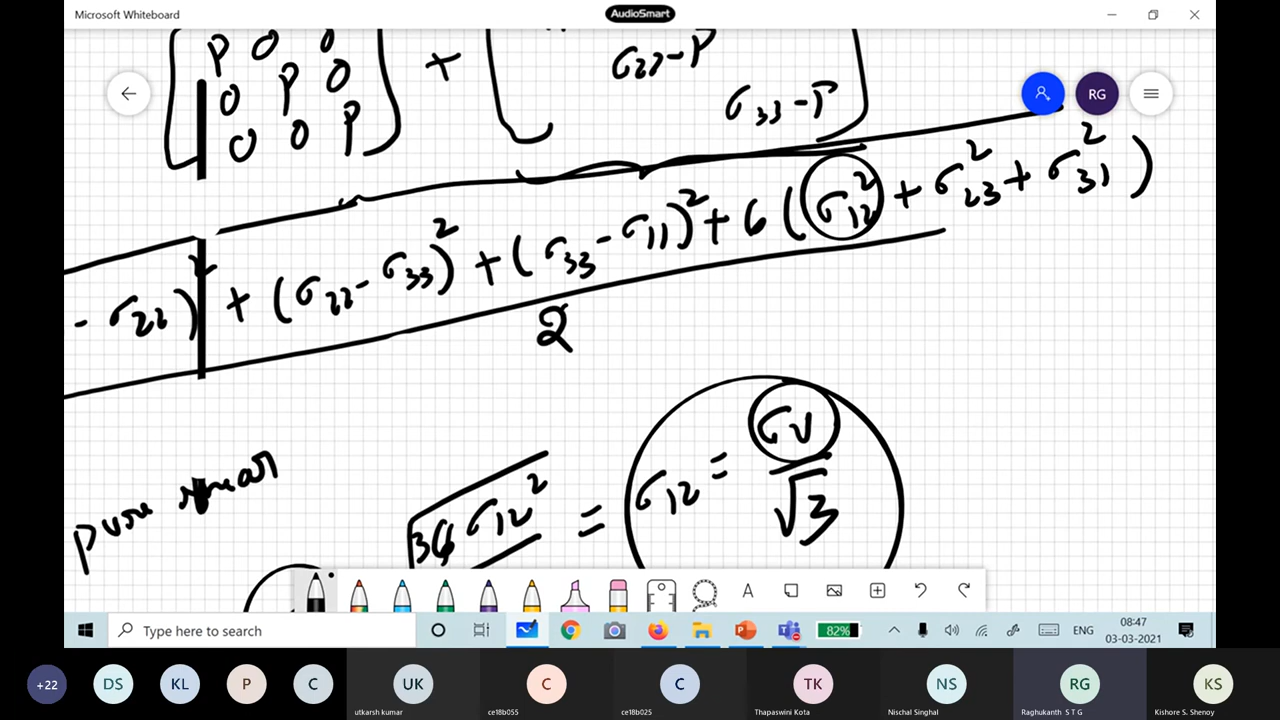 Microsoft Whiteboard
AudioSmart
P 0 0
0 P 0
0 0 P
+
σ22-P
σ33-P
RG
- σ22)² + (σ22 - σ33)² + (σ33 - σ11)² + 6 (σ12² + σ23² + σ31²)
2
pure shear
σ12² = σ12 = σv
√3
A
Type here to search
82%
ENG
08:47
03-03-2021
+22
DS
KL
P
C
UK
C
C
TK
NS
RG
KS
utkarsh kumar
ce18b055
ce18b025
Thapaswini Kota
Nischal Singhal
Raghukanth S T G
Kishore S. Shenoy